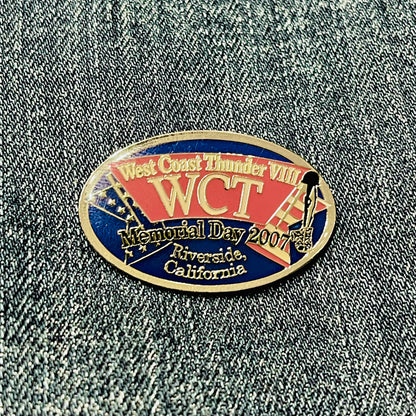 West Coast Thunder VIII
WCT
Memorial Day 2007
Riverside,
California